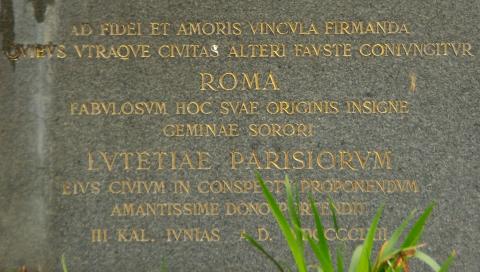 AD FIDEI ET AMORIS VINCVLA FIRMANDA
QVIBVS VTRAQVE CIVITAS ALTERI FAVSTE CONIVNGITVR
ROMA
FABVLOSVM HOC SVAE ORIGINIS INSIGNE
GEMINAE SORORI
LVTETIAE PARISIORVM
EIVS CIVIVM IN CONSPECTV PROPONENDVM
AMANTISSIME DONO PORTENDIT
III KAL. IVNIAS A.D.